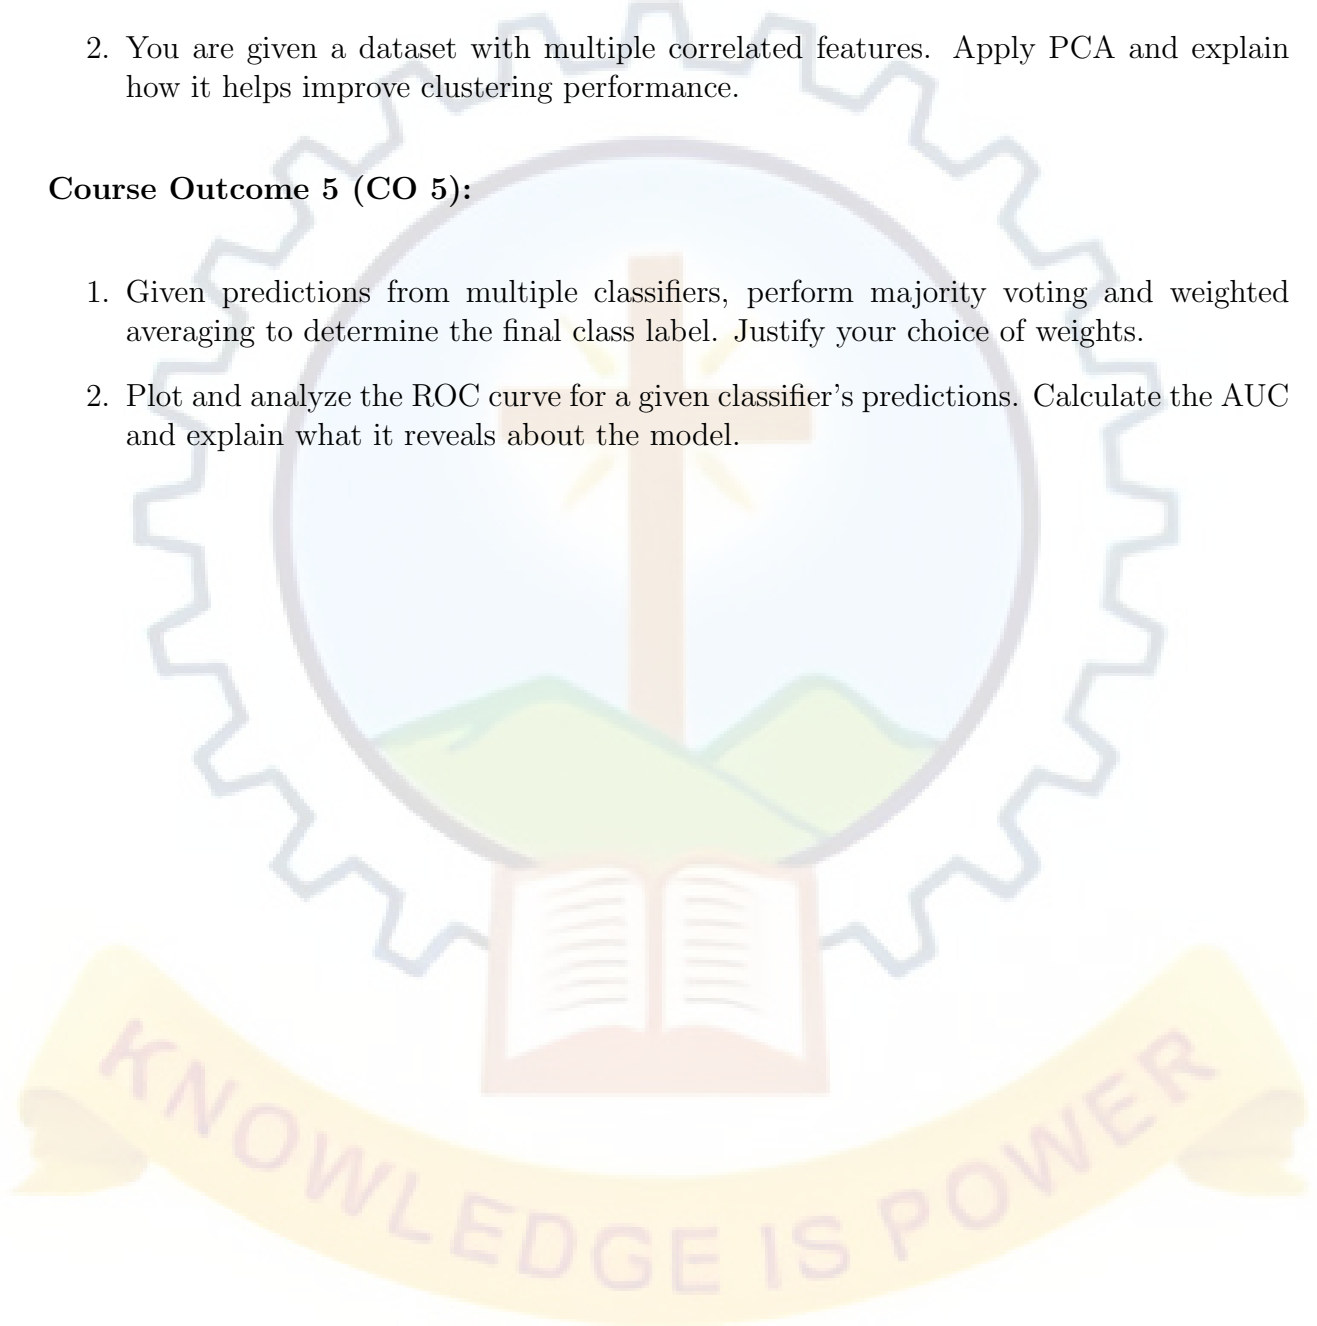 2. You are given a dataset with multiple correlated features. Apply PCA and explain
how it helps improve clustering performance.
Course Outcome 5 (CO 5):
1. Given predictions from multiple classifiers, perform majority voting and weighted
averaging to determine the final class label. Justify your choice of weights.
2. Plot and analyze the ROC curve for a given classifier's predictions. Calculate the AUC
and explain what it reveals about the model.
KNOWLEDGE IS POWER